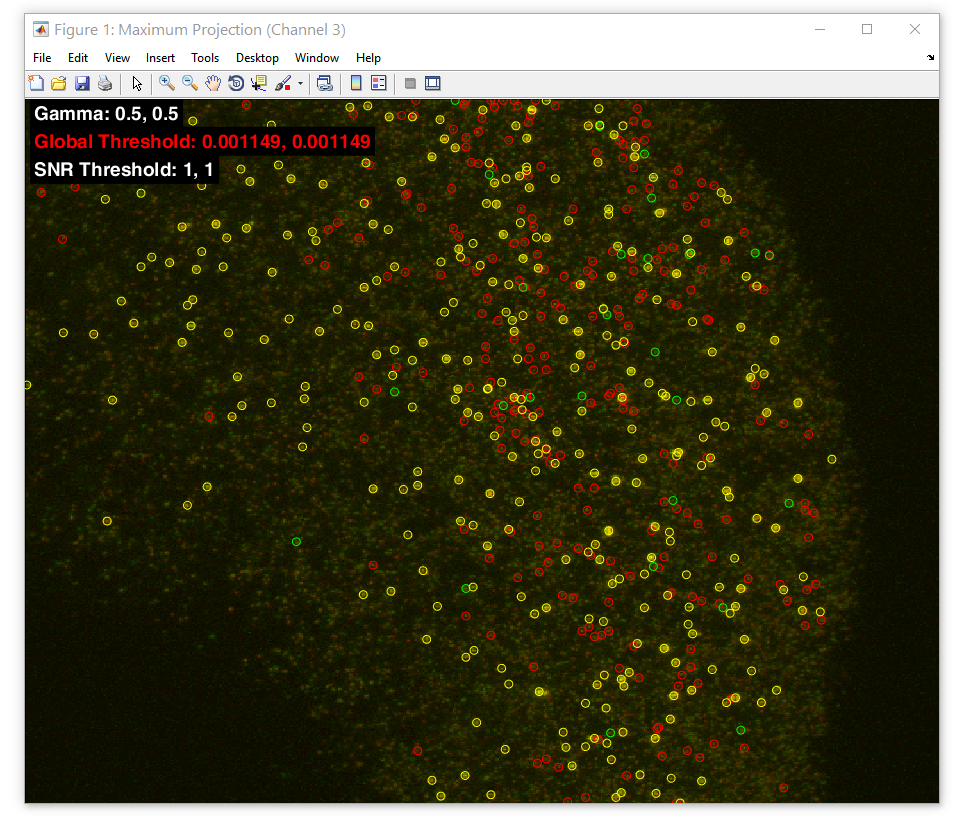 Figure 1: Maximum Projection (Channel 3)
File Edit View Insert Tools Desktop Window Help
Gamma: 0.5, 0.5
Global Threshold: 0.001149, 0.001149
SNR Threshold: 1, 1